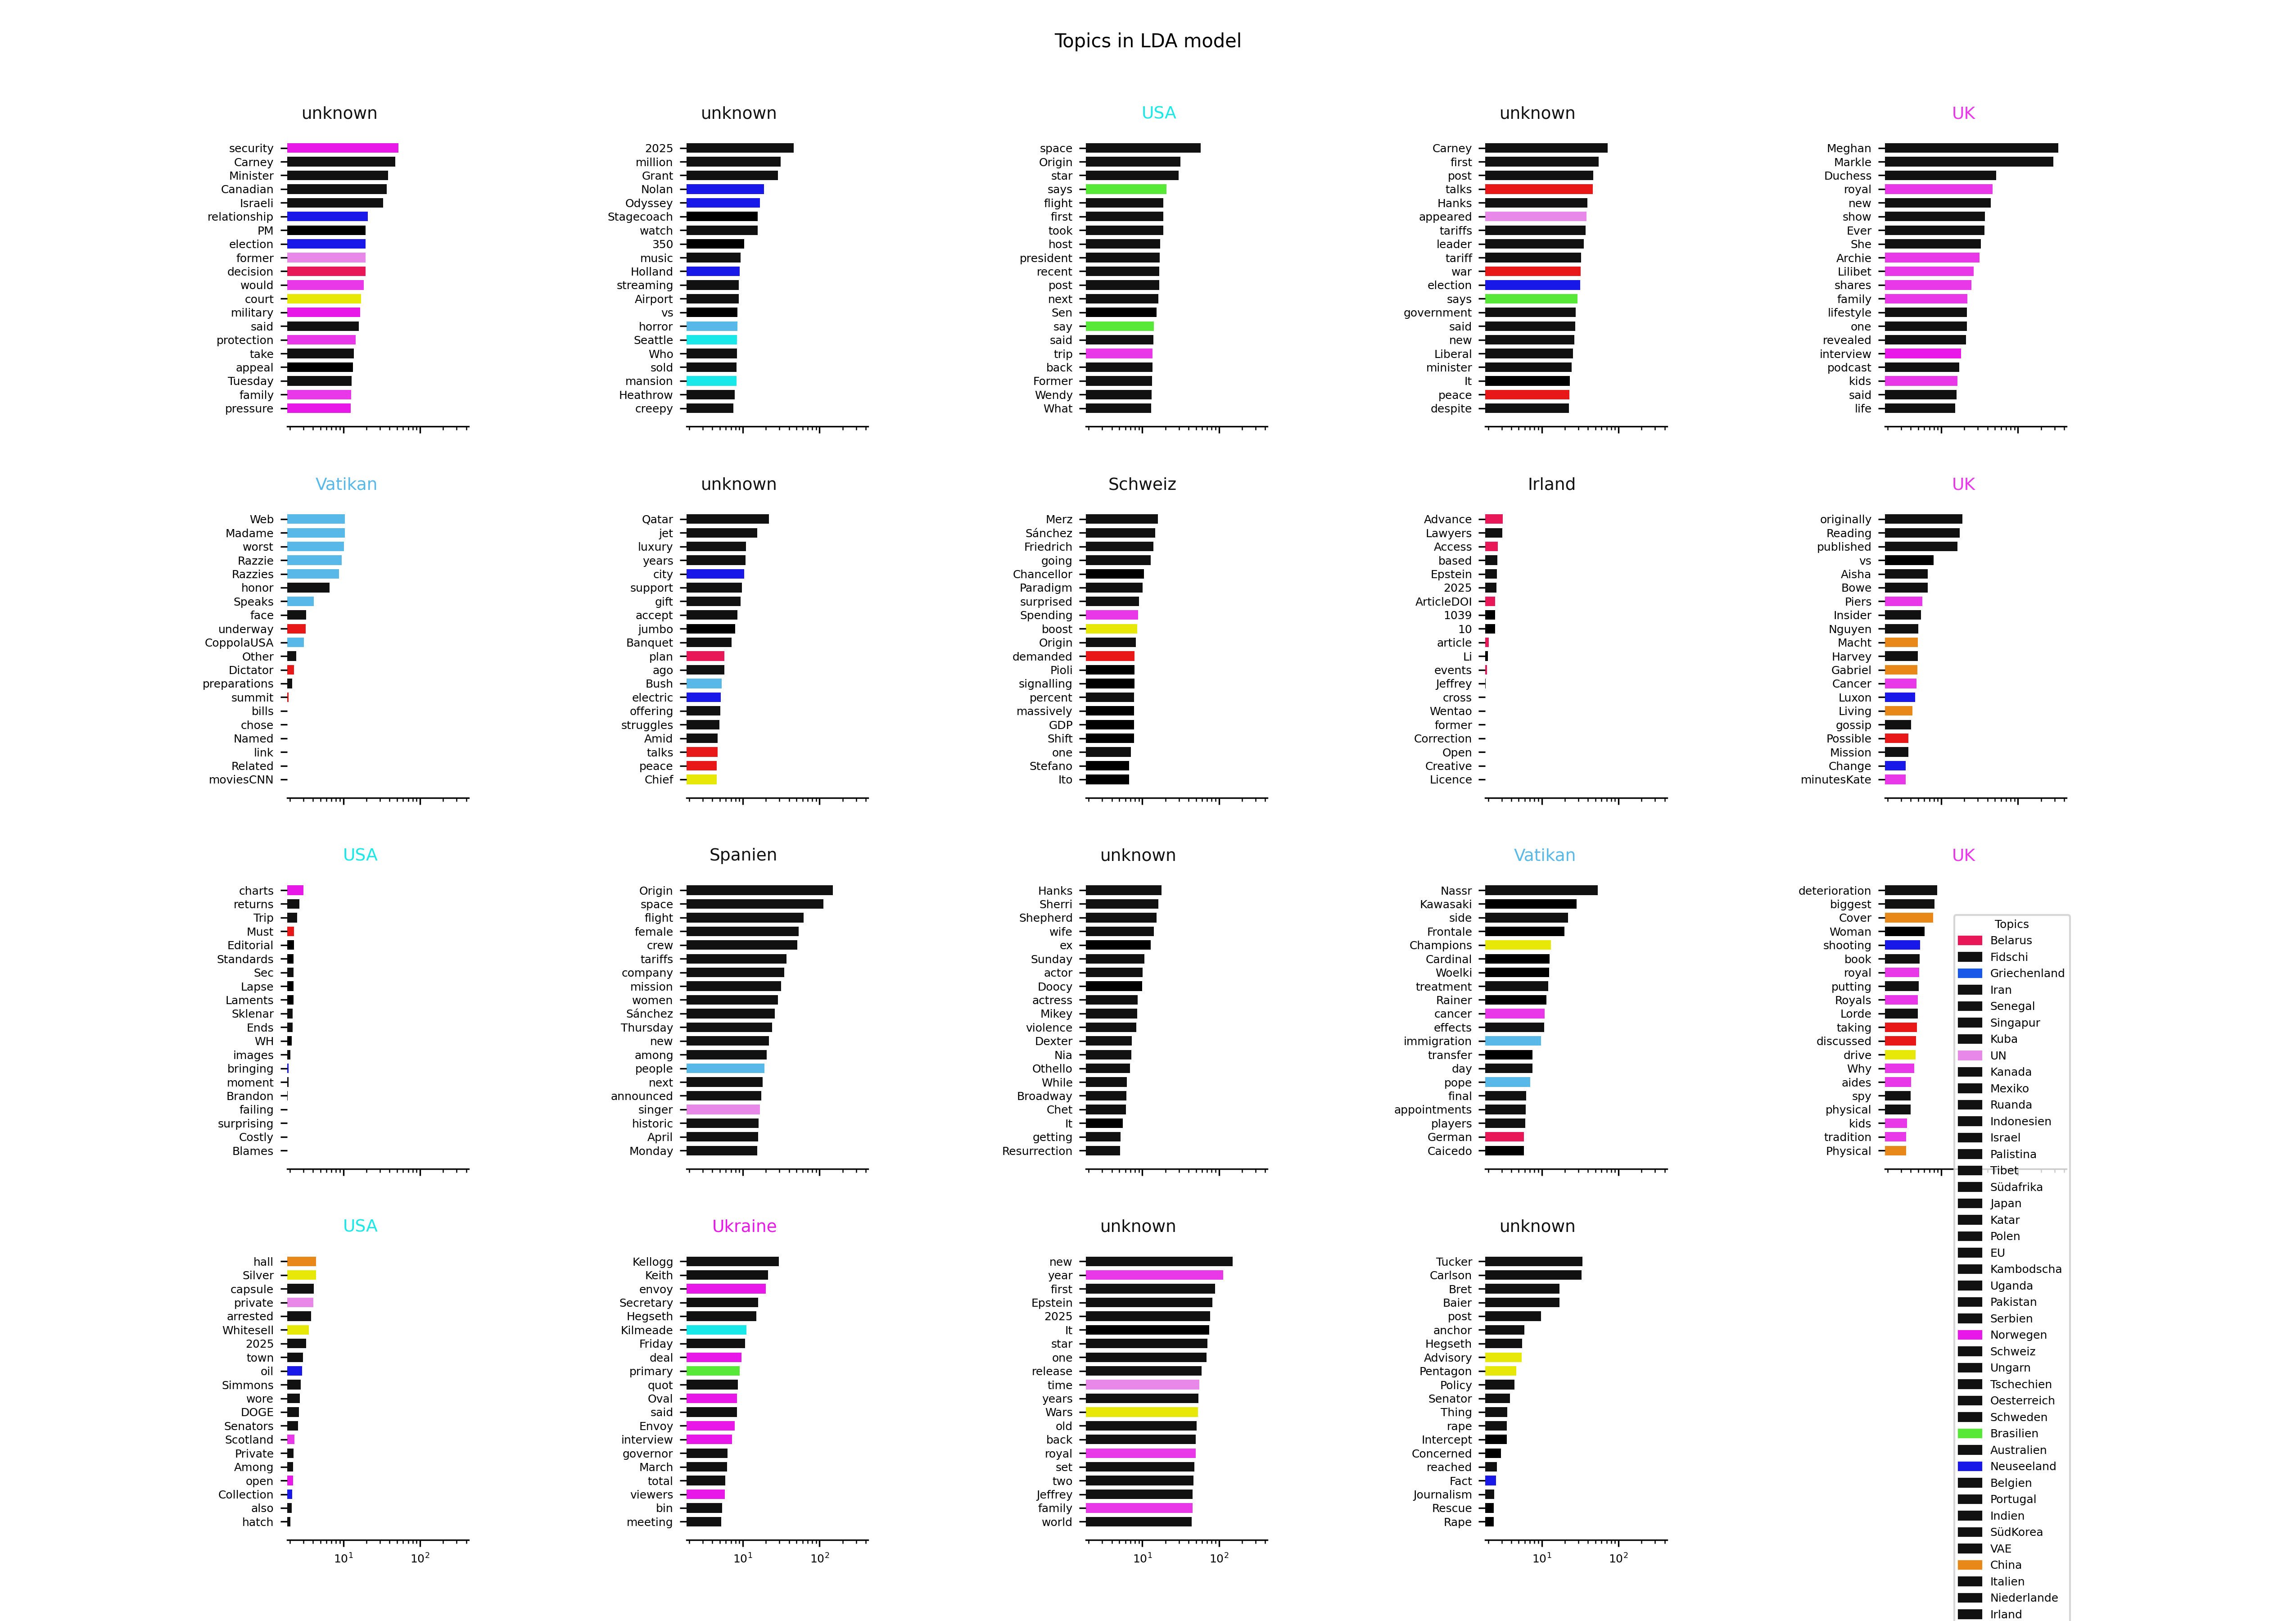 Topics in LDA model
unknown
security
Carney
Minister
Canadian
Israeli
relationship
PM
election
former
decision
would
court
military
said
protection
take
appeal
Tuesday
family
pressure
unknown
2025
million
Grant
Nolan
Odyssey
Stagecoach
watch
350
music
Holland
streaming
Airport
vs
horror
Seattle
Who
sold
mansion
Heathrow
creepy
USA
space
Origin
star
says
flight
first
took
host
president
recent
post
next
Sen
say
said
trip
back
Former
Wendy
What
unknown
Carney
first
post
talks
Hanks
appeared
tariffs
leader
tariff
war
election
says
government
said
new
Liberal
minister
It
peace
despite
UK
Meghan
Markle
Duchess
royal
new
show
Ever
She
Archie
Lilibet
shares
family
lifestyle
one
revealed
interview
podcast
kids
said
life
Vatikan
Web
Madame
worst
Razzie
Razzies
honor
Speaks
face
underway
CoppolaUSA
Other
Dictator
preparations
summit
bills
chose
Named
link
Related
moviesCNN
unknown
Qatar
jet
luxury
years
city
support
gift
accept
jumbo
Banquet
plan
ago
Bush
electric
offering
struggles
Amid
talks
peace
Chief
Schweiz
Merz
Sánchez
Friedrich
going
Chancellor
Paradigm
surprised
Spending
boost
Origin
demanded
Pioli
signalling
percent
massively
GDP
Shift
one
Stefano
Ito
Irland
Advance
Lawyers
Access
based
Epstein
2025
ArticleDOI
1039
10
article
Li
events
Jeffrey
cross
Wentao
former
Correction
Open
Creative
Licence
UK
originally
Reading
published
vs
Aisha
Bowe
Piers
Insider
Nguyen
Macht
Harvey
Gabriel
Cancer
Luxon
Living
gossip
Possible
Mission
Change
minutesKate
USA
charts
returns
Trip
Must
Editorial
Standards
Sec
Lapse
Laments
Sklenar
Ends
WH
images
bringing
moment
Brandon
failing
surprising
Costly
Blames
Spanien
Origin
space
flight
female
crew
tariffs
company
mission
women
Sánchez
Thursday
new
among
people
next
announced
singer
historic
April
Monday
unknown
Hanks
Sherri
Shepherd
wife
ex
Sunday
actor
Doocy
actress
Mikey
violence
Dexter
Nia
Othello
While
Broadway
Chet
It
getting
Resurrection
Vatikan
Nassr
Kawasaki
side
Frontale
Champions
Cardinal
Woelki
treatment
Rainer
cancer
effects
immigration
transfer
day
pope
final
appointments
players
German
Caicedo
UK
deterioration
biggest
Cover
Woman
shooting
book
royal
putting
Royals
Lorde
taking
discussed
drive
Why
aides
spy
physical
kids
tradition
Physical
USA
hall
Silver
capsule
private
arrested
Whitesell
2025
town
oil
Simmons
wore
DOGE
Senators
Scotland
Private
Among
open
Collection
also
hatch
10¹ 10²
Ukraine
Kellogg
Keith
envoy
Secretary
Hegseth
Kilmeade
Friday
deal
primary
quot
Oval
said
Envoy
interview
governor
March
total
viewers
bin
meeting
10¹ 10²
unknown
new
year
first
Epstein
2025
It
star
one
release
time
years
Wars
old
back
royal
set
two
Jeffrey
family
world
10¹ 10²
unknown
Tucker
Carlson
Bret
Baier
post
anchor
Hegseth
Advisory
Pentagon
Policy
Senator
Thing
rape
Intercept
Concerned
reached
Fact
Journalism
Rescue
Rape
10¹ 10²
Topics
Belarus
Fidschi
Griechenland
Iran
Senegal
Singapur
Kuba
UN
Kanada
Mexiko
Ruanda
Indonesien
Israel
Palistina
Tibet
Südafrika
Japan
Katar
Polen
EU
Kambodscha
Uganda
Pakistan
Serbien
Norwegen
Schweiz
Ungarn
Tschechien
Oesterreich
Schweden
Brasilien
Australien
Neuseeland
Belgien
Portugal
Indien
SüdKorea
VAE
China
Italien
Niederlande
Irland